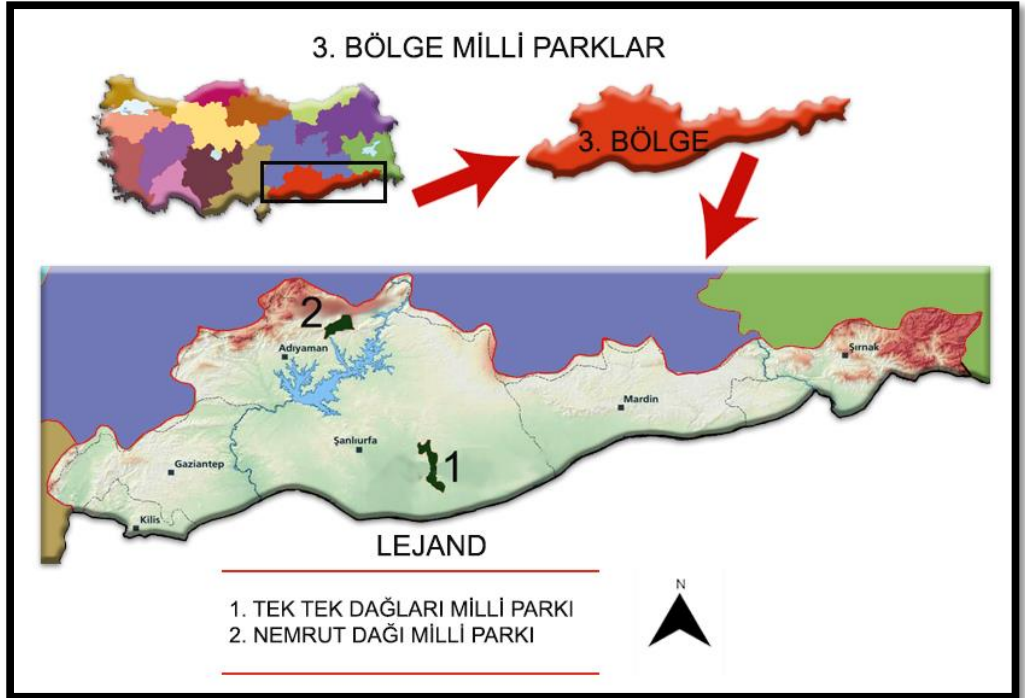 3. BÖLGE MİLLİ PARKLAR
3. BÖLGE
2
Adıyaman
Şırnak
Mardin
Şanlıurfa
1
Gaziantep
Kilis
LEJAND
1. TEK TEK DAĞLARI MİLLİ PARKI
2. NEMRUT DAĞI MİLLİ PARKI
N